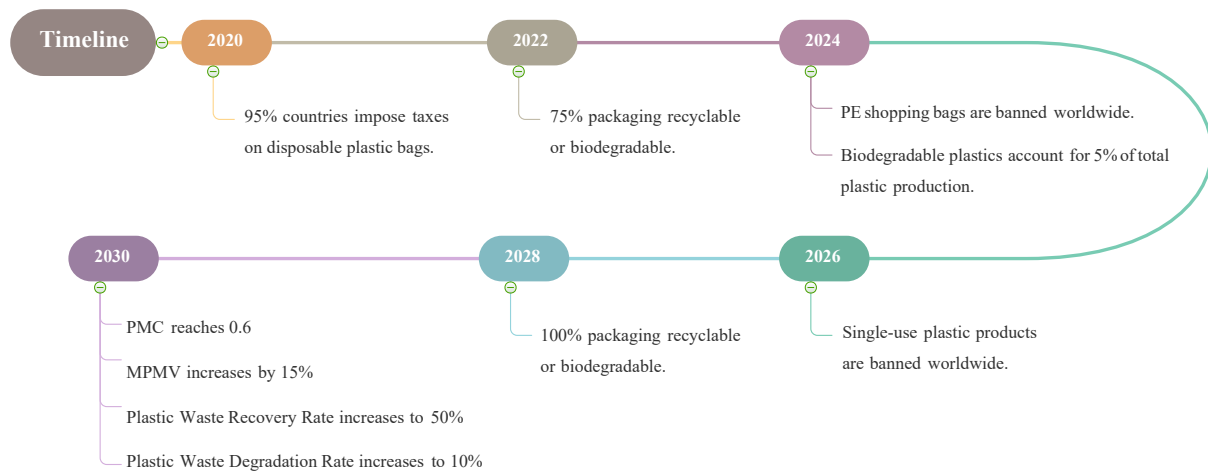 Timeline
2020
2022
2024
95% countries impose taxes
on disposable plastic bags.
75% packaging recyclable
or biodegradable.
PE shopping bags are banned worldwide.
Biodegradable plastics account for 5% of total
plastic production.
2030
2028
2026
PMC reaches 0.6
MPMV increases by 15%
Plastic Waste Recovery Rate increases to 50%
Plastic Waste Degradation Rate increases to 10%
100% packaging recyclable
or biodegradable.
Single-use plastic products
are banned worldwide.